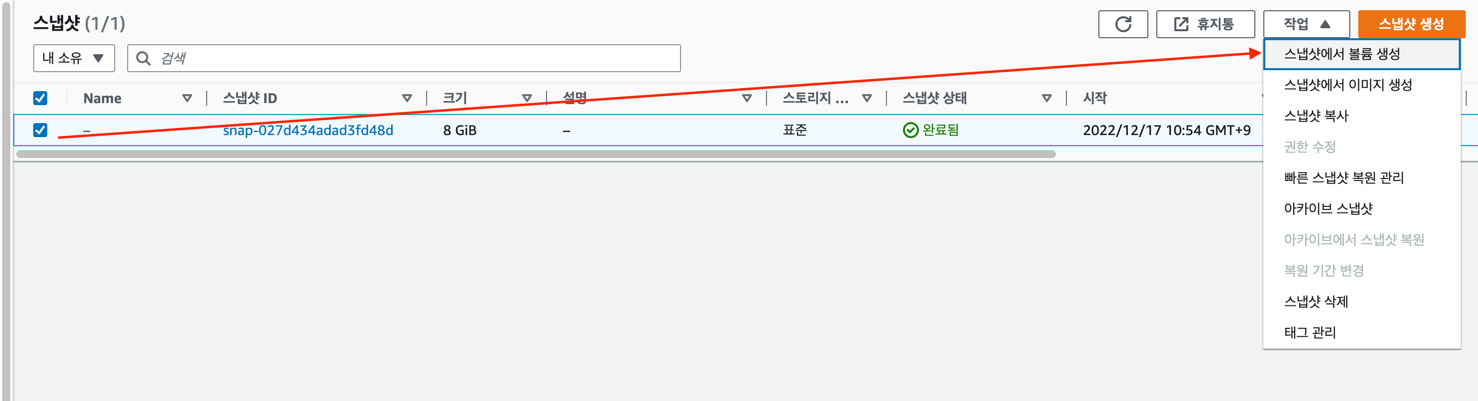 스냅샷 (1/1)
휴지통
작업
스냅샷 생성
내 소유
검색
Name
스냅샷 ID
크기
설명
스토리지 ...
스냅샷 상태
시작
–
snap-027d434adad3fd48d
8 GiB
–
표준
완료됨
2022/12/17 10:54 GMT+9
스냅샷에서 볼륨 생성
스냅샷에서 이미지 생성
스냅샷 복사
권한 수정
빠른 스냅샷 복원 관리
아카이브 스냅샷
아카이브에서 스냅샷 복원
복원 기간 변경
스냅샷 삭제
태그 관리